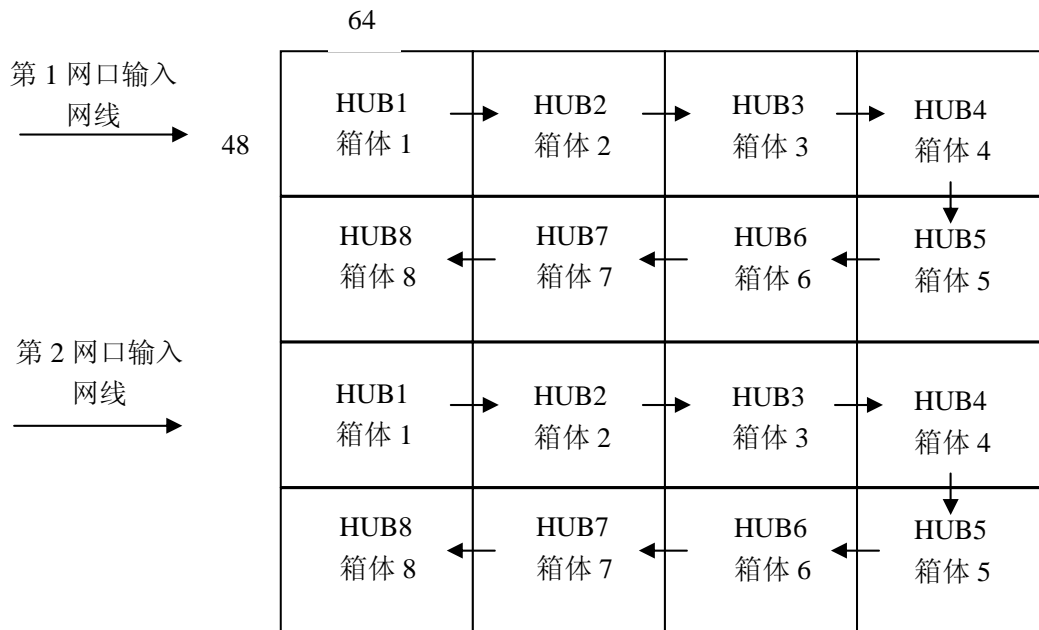 64
第 1 网口输入
网线
48
HUB1
箱体 1
HUB2
箱体 2
HUB3
箱体 3
HUB4
箱体 4
HUB8
箱体 8
HUB7
箱体 7
HUB6
箱体 6
HUB5
箱体 5
第 2 网口输入
网线
HUB1
箱体 1
HUB2
箱体 2
HUB3
箱体 3
HUB4
箱体 4
HUB8
箱体 8
HUB7
箱体 7
HUB6
箱体 6
HUB5
箱体 5